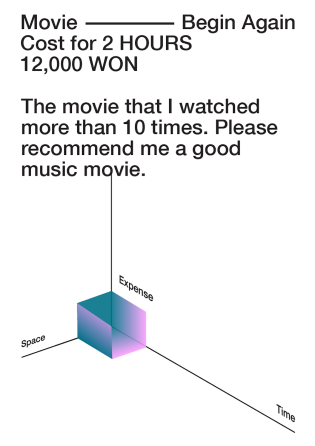 Movie ———— Begin Again
Cost for 2 HOURS
12,000 WON
The movie that I watched
more than 10 times. Please
recommend me a good
music movie.
Expense
Space
Time